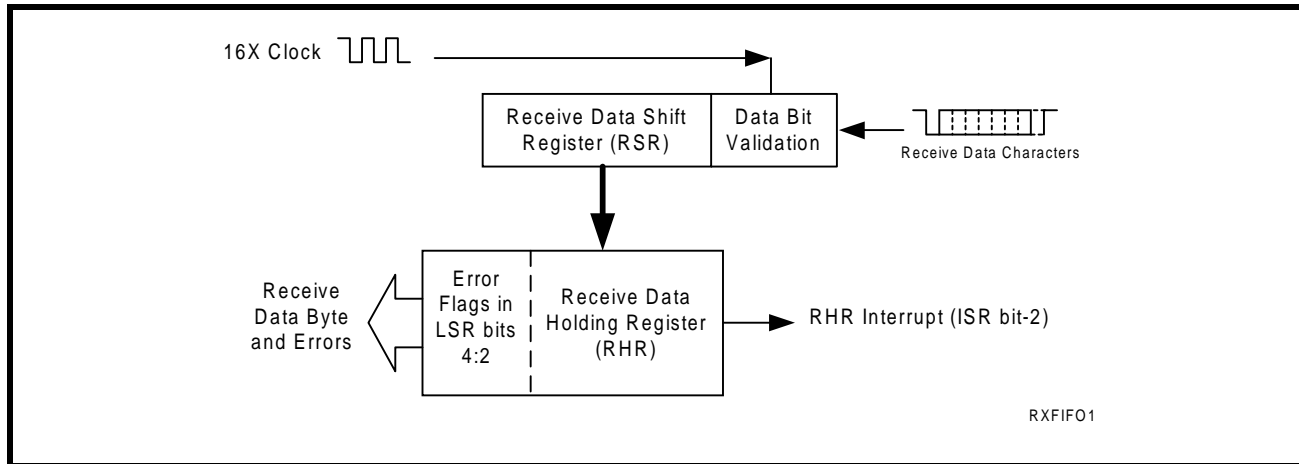 16X Clock
Receive Data Shift
Register (RSR)
Data Bit
Validation
Receive Data Characters
Receive
Data Byte
and Errors
Error
Flags in
LSR bits
4:2
Receive Data
Holding Register
(RHR)
RHR Interrupt (ISR bit-2)
RXFIFO1